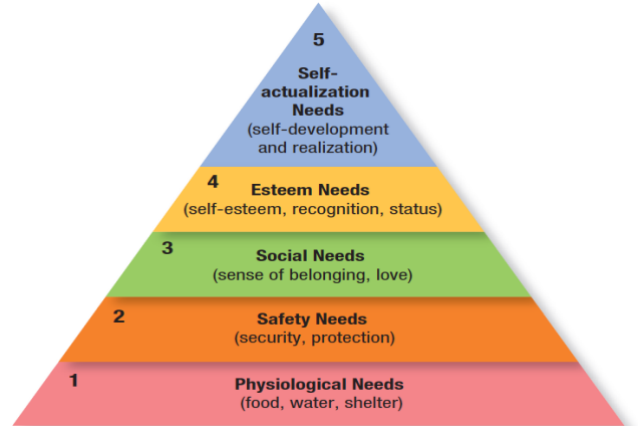 5
Self-
actualization
Needs
(self-development
and realization)
4
Esteem Needs
(self-esteem, recognition, status)
3
Social Needs
(sense of belonging, love)
2
Safety Needs
(security, protection)
1
Physiological Needs
(food, water, shelter)